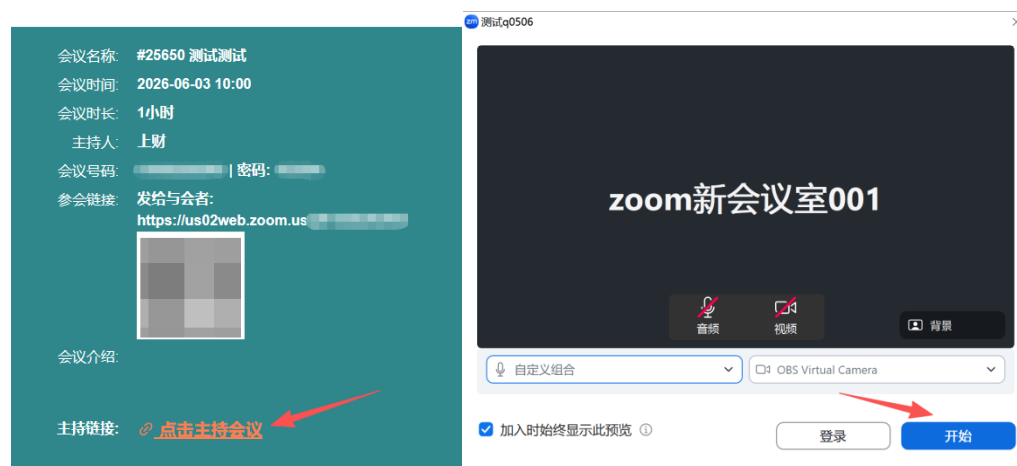 会议名称: #25650 测试测试
会议时间: 2026-06-03 10:00
会议时长: 1小时
主持人: 上财
会议号码: | 密码:
参会链接: 发给与会者:
https://us02web.zoom.us
会议介绍:
主持链接: 点击主持会议
zm 测试q0506
zoom新会议室001
音频 视频
背景
自定义组合
OBS Virtual Camera
加入时始终显示此预览
登录
开始